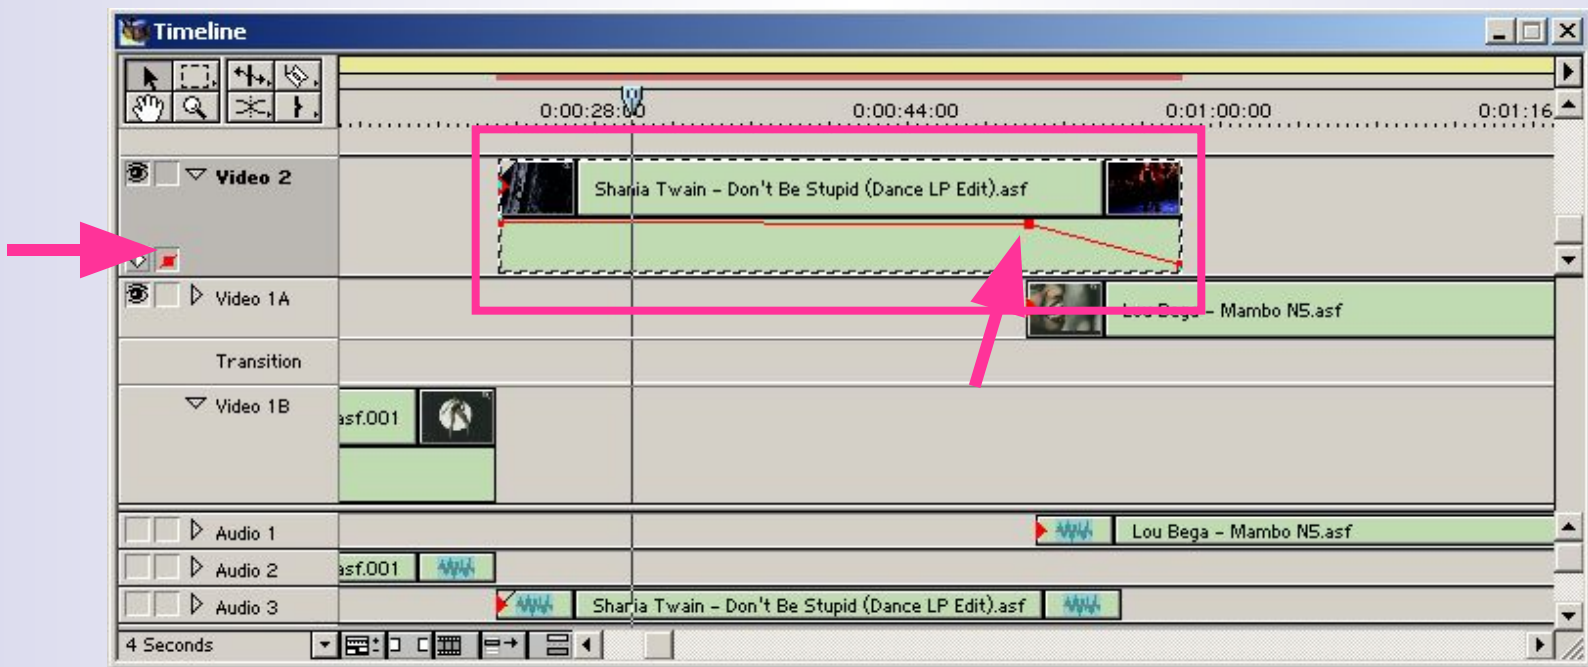 Timeline
0:00:28:00 0:00:44:00 0:01:00:00 0:01:16
Video 2
Shania Twain - Don't Be Stupid (Dance LP Edit).asf
Video 1A
Lou Bega - Mambo N5.asf
Transition
Video 1B
asf.001
Audio 1
Lou Bega - Mambo N5.asf
Audio 2
asf.001
Audio 3
Shania Twain - Don't Be Stupid (Dance LP Edit).asf
4 Seconds